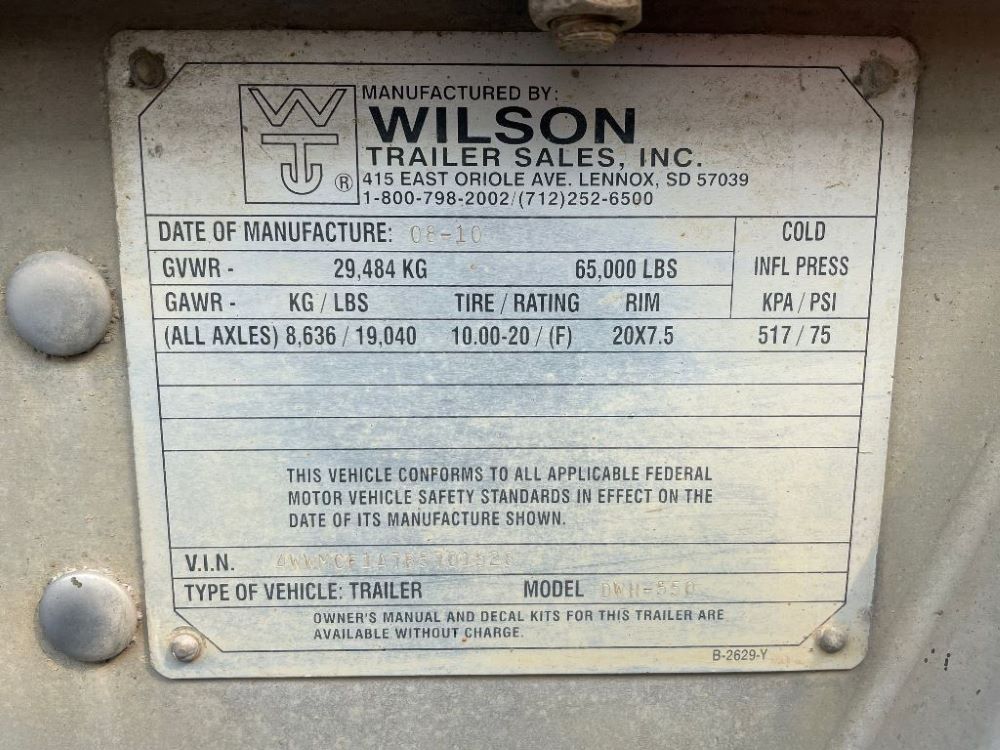 MANUFACTURED BY:
WILSON
TRAILER SALES, INC.
415 EAST ORIOLE AVE. LENNOX, SD 57039
1-800-798-2002/(712)252-6500
WTJ ®
DATE OF MANUFACTURE: 08-10
COLD
GVWR - 29,484 KG 65,000 LBS INFL PRESS
GAWR - KG / LBS TIRE / RATING RIM KPA / PSI
(ALL AXLES) 8,636 / 19,040 10.00-20 / (F) 20X7.5 517 / 75
THIS VEHICLE CONFORMS TO ALL APPLICABLE FEDERAL
MOTOR VEHICLE SAFETY STANDARDS IN EFFECT ON THE
DATE OF ITS MANUFACTURE SHOWN.
V.I.N.
TYPE OF VEHICLE: TRAILER MODEL DWH-550
OWNER'S MANUAL AND DECAL KITS FOR THIS TRAILER ARE
AVAILABLE WITHOUT CHARGE.
B-2629-Y